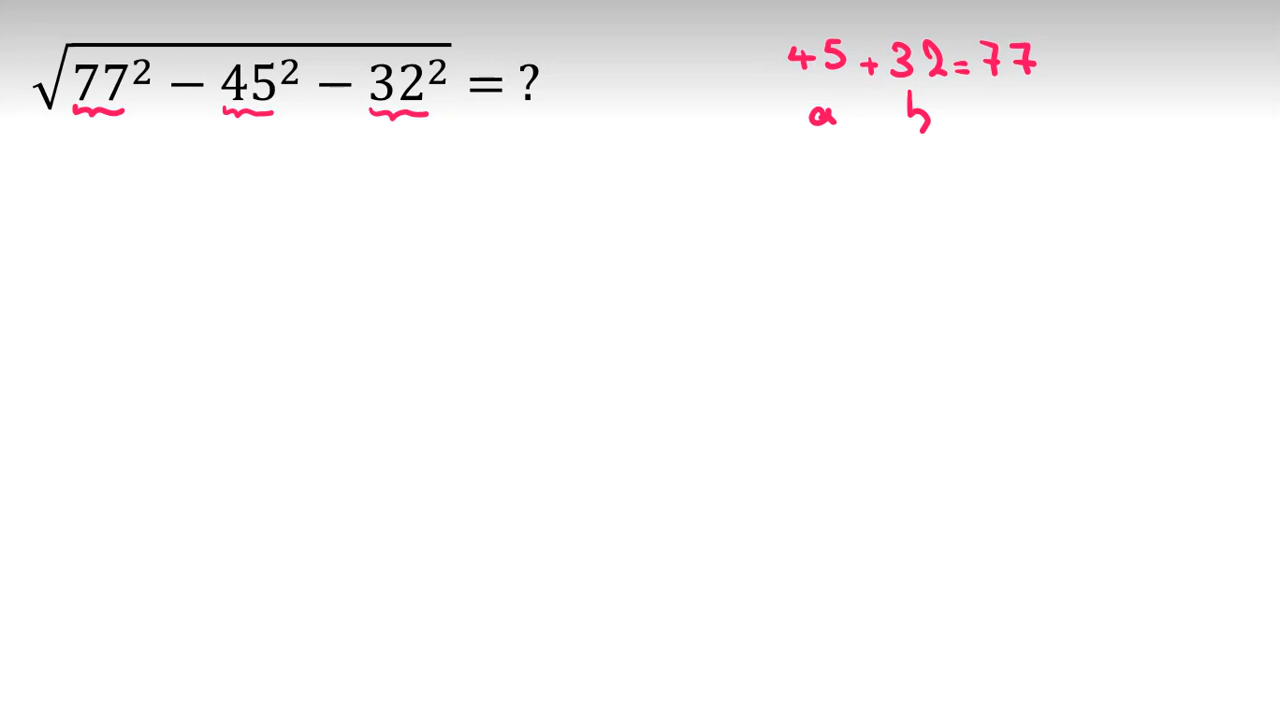 √77² − 45² − 32² = ?
45 + 32 = 77
a b